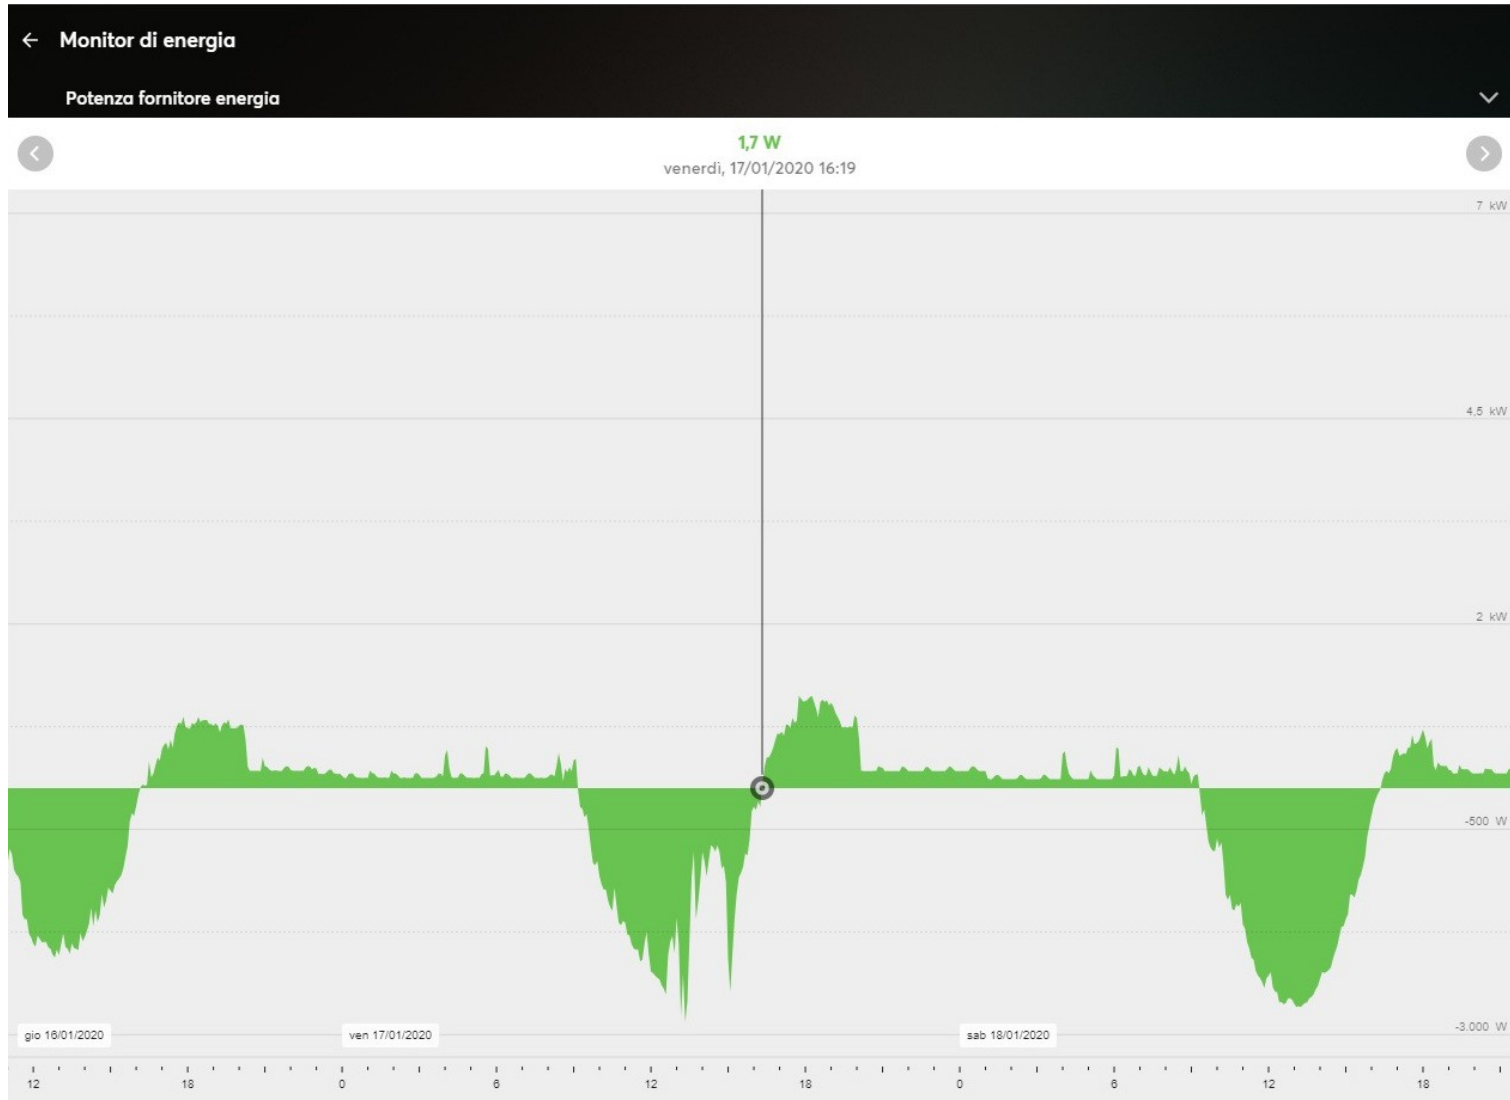 Monitor di energia
Potenza fornitore energia
1,7 W
venerdì, 17/01/2020 16:19
7 kW
4,5 kW
2 kW
-500 W
-3.000 W
gio 16/01/2020
ven 17/01/2020
sab 18/01/2020
12 18 0 6 12 18 0 6 12 18